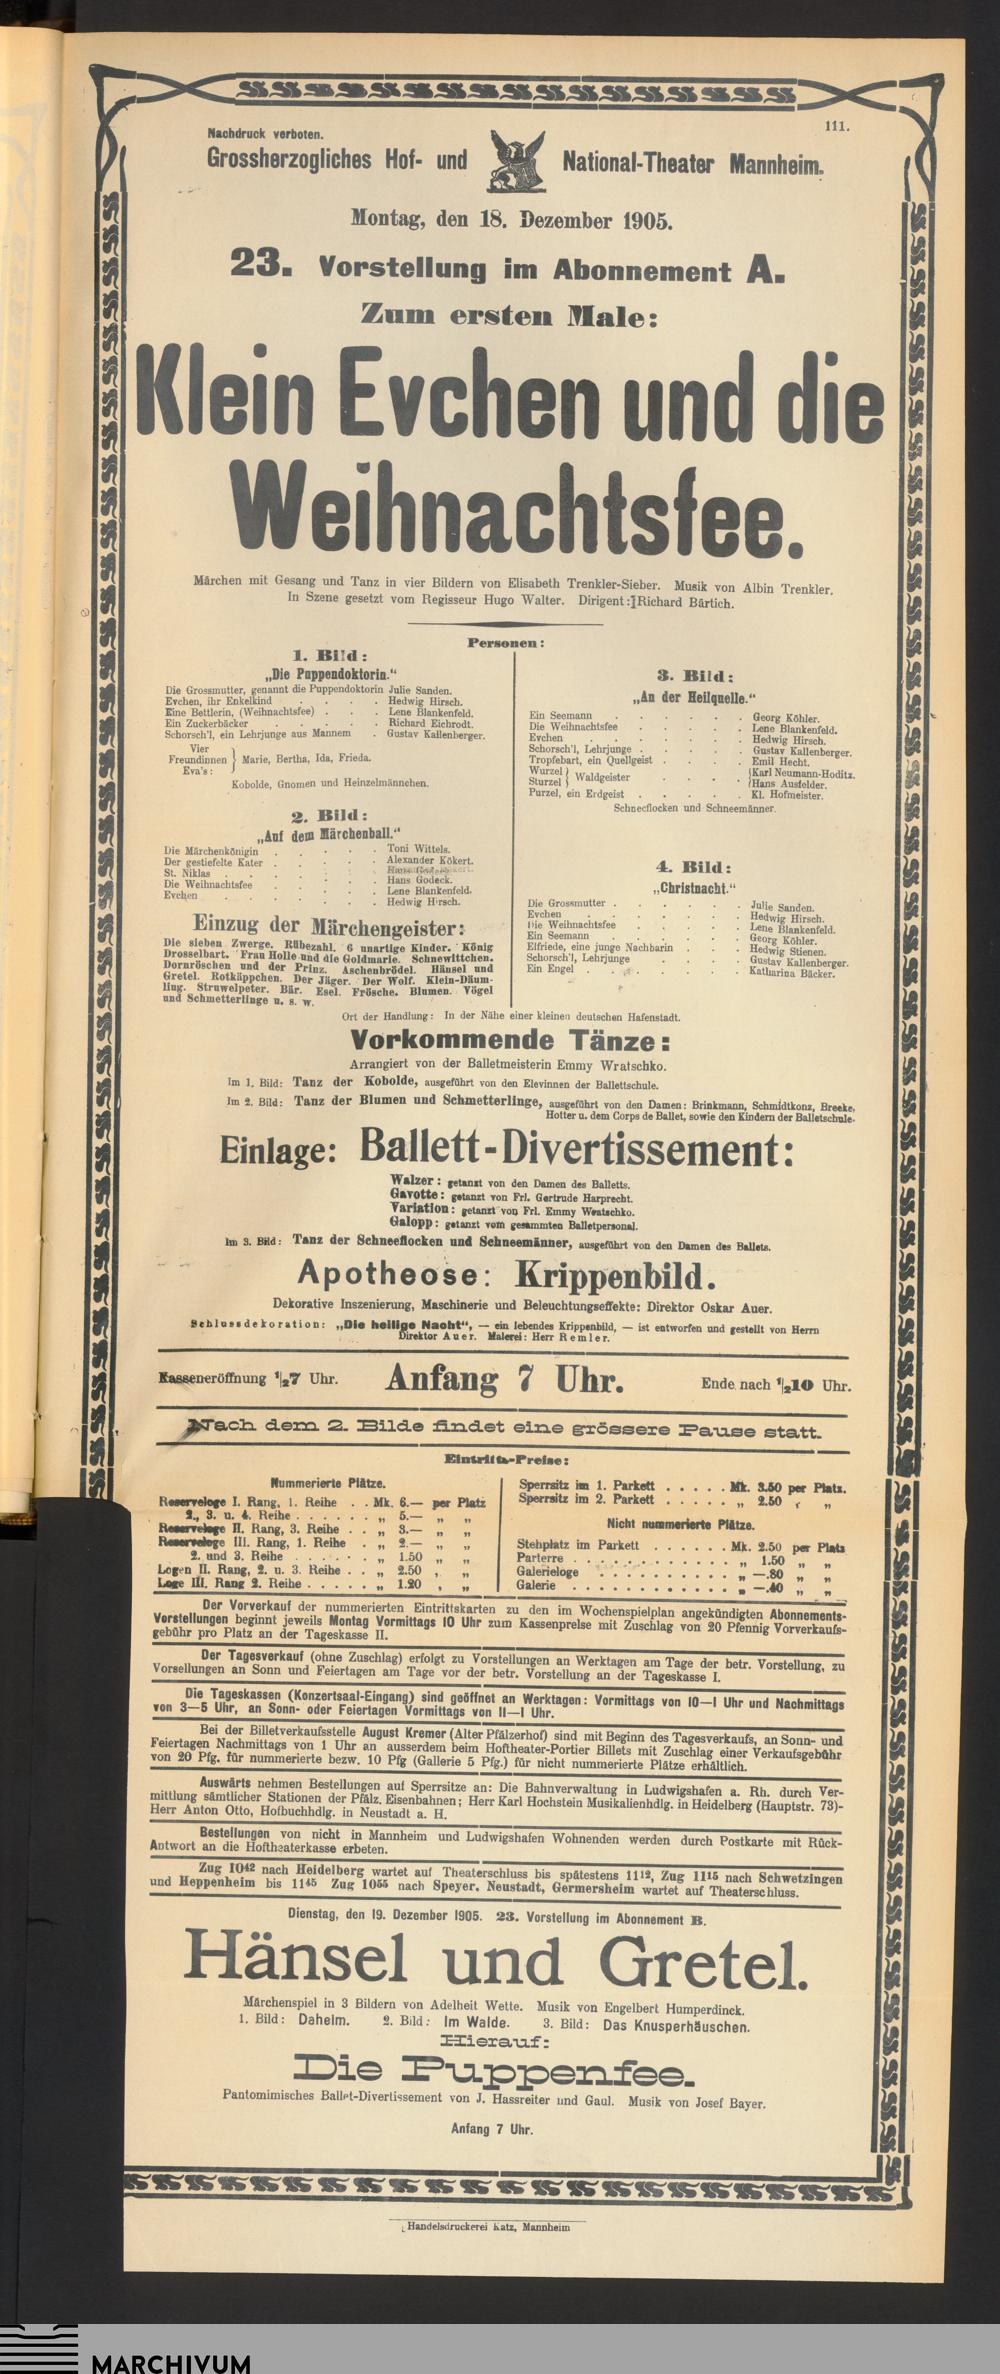 111.
Nachdruck verboten.
Grossherzogliches Hof- und National-Theater Mannheim.
Montag, den 18. Dezember 1905.
23. Vorstellung im Abonnement A.
Zum ersten Male:
Klein Evchen und die
Weihnachtsfee.
Märchen mit Gesang und Tanz in vier Bildern von Elisabeth Trenkler-Sieber. Musik von Albin Trenkler.
In Szene gesetzt vom Regisseur Hugo Walter. Dirigent: Richard Bärtich.
Personen:
1. Bild:
„Die Puppendoktorin.“
Die Grossmutter, genannt die Puppendoktorin Julie Sanden.
Evchen, ihr Enkelkind . . . . Hedwig Hirsch.
Eine Bettlerin, (Weihnachtsfee) . . . Lene Blankenfeld.
Ein Zuckerbäcker . . . . . Richard Eichrodt.
Schorsch'l, ein Lehrjunge aus Mannem . Gustav Kallenberger.
Vier
Freundinnen } Marie, Bertha, Ida, Frieda.
Eva's:
Kobolde, Gnomen und Heinzelmännchen.
2. Bild:
„Auf dem Märchenball.“
Die Märchenkönigin . . . . . Toni Wittels.
Der gestiefelte Kater . . . . . Alexander Kökert.
St. Niklas . . . . . . Hans Godeck.
Die Weihnachtsfee . . . . . Lene Blankenfeld.
Evchen . . . . . . . Hedwig Hirsch.
Einzug der Märchengeister:
Die sieben Zwerge. Rübezahl. 6 unartige Kinder. König
Drosselbart. Frau Holle und die Goldmarie. Schnewittchen.
Dornröschen und der Prinz. Aschenbrödel. Hänsel und
Gretel. Rotkäppchen. Der Jäger. Der Wolf. Klein-Däum-
ling. Struwelpeter. Bär. Esel. Frösche. Blumen. Vögel
und Schmetterlinge u. s. w.
3. Bild:
„An der Heilquelle.“
Ein Seemann . . . . . . Georg Köhler.
Die Weihnachtsfee . . . . . Lene Blankenfeld.
Evchen . . . . . . . Hedwig Hirsch.
Schorsch'l, Lehrjunge . . . . . Gustav Kallenberger.
Tropfebart, ein Quellgeist . . . . Emil Hecht.
Wurzel } Waldgeister . . . . { Karl Neumann-Hoditz.
Sturzel } { Hans Ausfelder.
Purzel, ein Erdgeist . . . . . Kl. Hofmeister.
Schneeflocken und Schneemänner.
4. Bild:
„Christnacht.“
Die Grossmutter . . . . . . Julie Sanden.
Evchen . . . . . . . Hedwig Hirsch.
Die Weihnachtsfee . . . . . Lene Blankenfeld.
Ein Seemann . . . . . . Georg Köhler.
Elfriede, eine junge Nachbarin . . . Hedwig Stienen.
Schorsch'l, Lehrjunge . . . . Gustav Kallenberger.
Ein Engel . . . . . . . Katharina Bäcker.
Ort der Handlung: In der Nähe einer kleinen deutschen Hafenstadt.
Vorkommende Tänze:
Arrangiert von der Balletmeisterin Emmy Wratschko.
Im 1. Bild: Tanz der Kobolde, ausgeführt von den Elevinnen der Ballettschule.
Im 2. Bild: Tanz der Blumen und Schmetterlinge, ausgeführt von den Damen: Brinkmann, Schmidtkonz, Breeke,
Hotter u. dem Corps de Ballet, sowie den Kindern der Balletschule.
Einlage: Ballett-Divertissement:
Walzer: getanzt von den Damen des Balletts.
Gavotte: getanzt von Frl. Gertrude Harprecht.
Variation: getanzt von Frl. Emmy Wratschko.
Galopp: getanzt vom gesammten Balletpersonal.
Im 3. Bild: Tanz der Schneeflocken und Schneemänner, ausgeführt von den Damen des Ballets.
Apotheose: Krippenbild.
Dekorative Inszenierung, Maschinerie und Beleuchtungseffekte: Direktor Oskar Auer.
Schlussdekoration: „Die heilige Nacht“, — ein lebendes Krippenbild, — ist entworfen und gestellt von Herrn
Direktor Auer. Malerei: Herr Remler.
Kasseneröffnung ½7 Uhr. Anfang 7 Uhr. Ende nach ½10 Uhr.
Nach dem 2. Bilde findet eine grössere Pause statt.
Eintritts-Preise:
Nummerierte Plätze.
Reserveloge I. Rang, 1. Reihe . . Mk. 6.— per Platz
2., 3. u. 4. Reihe . . . . . . „ 5.— „ „
Reserveloge II. Rang, 3. Reihe . . „ 3.— „ „
Reserveloge III. Rang, 1. Reihe . „ 2.— „ „
2. und 3. Reihe . . . . . . „ 1.50 „ „
Logen II. Rang, 2. u. 3. Reihe . . „ 2.50 „ „
Loge III. Rang 2. Reihe . . . . . „ 1.20 „ „
Sperrsitz im 1. Parkett . . . . . Mk. 3.50 per Platz.
Sperrsitz im 2. Parkett . . . . . „ 2.50 „ „
Nicht nummerierte Plätze.
Stehplatz im Parkett . . . . . . Mk. 2.50 per Platz
Parterre . . . . . . . . . . . . „ 1.50 „ „
Galerieloge . . . . . . . . . . . „ —.80 „ „
Galerie . . . . . . . . . . . . „ —.40 „ „
Der Vorverkauf der nummerierten Eintrittskarten zu den im Wochenspielplan angekündigten Abonnements-
Vorstellungen beginnt jeweils Montag Vormittags 10 Uhr zum Kassenpreise mit Zuschlag von 20 Pfennig Vorverkaufs-
gebühr pro Platz an der Tageskasse II.
Der Tagesverkauf (ohne Zuschlag) erfolgt zu Vorstellungen an Werktagen am Tage der betr. Vorstellung, zu
Vorsellungen an Sonn und Feiertagen am Tage vor der betr. Vorstellung an der Tageskasse I.
Die Tageskassen (Konzertsaal-Eingang) sind geöffnet an Werktagen: Vormittags von 10—1 Uhr und Nachmittags
von 3—5 Uhr, an Sonn- oder Feiertagen Vormittags von 11—1 Uhr.
Bei der Billetverkaufsstelle August Kremer (Alter Pfälzerhof) sind mit Beginn des Tagesverkaufs, an Sonn- und
Feiertagen Nachmittags von 1 Uhr an ausserdem beim Hoftheater-Portier Billets mit Zuschlag einer Verkaufsgebühr
von 20 Pfg. für nummerierte bezw. 10 Pfg (Gallerie 5 Pfg.) für nicht nummerierte Plätze erhältlich.
Auswärts nehmen Bestellungen auf Sperrsitze an: Die Bahnverwaltung in Ludwigshafen a. Rh. durch Ver-
mittlung sämtlicher Stationen der Pfälz. Eisenbahnen; Herr Karl Hochstein Musikalienhdlg. in Heidelberg (Hauptstr. 73)-
Herr Anton Otto, Hofbuchhdlg. in Neustadt a. H.
Bestellungen von nicht in Mannheim und Ludwigshafen Wohnenden werden durch Postkarte mit Rück-
Antwort an die Hoftheaterkasse erbeten.
Zug 1042 nach Heidelberg wartet auf Theaterschluss bis spätestens 1112, Zug 1115 nach Schwetzingen
und Heppenheim bis 1145 Zug 1055 nach Speyer, Neustadt, Germersheim wartet auf Theaterschluss.
Dienstag, den 19. Dezember 1905. 23. Vorstellung im Abonnement B.
Hänsel und Gretel.
Märchenspiel in 3 Bildern von Adelheit Wette. Musik von Engelbert Humperdinck.
1. Bild: Daheim. 2. Bild: Im Walde. 3. Bild: Das Knusperhäuschen.
Hierauf:
Die Puppenfee.
Pantomimisches Ballet-Divertissement von J. Hassreiter und Gaul. Musik von Josef Bayer.
Anfang 7 Uhr.
Handelsdruckerei Katz, Mannheim
MARCHIVUM